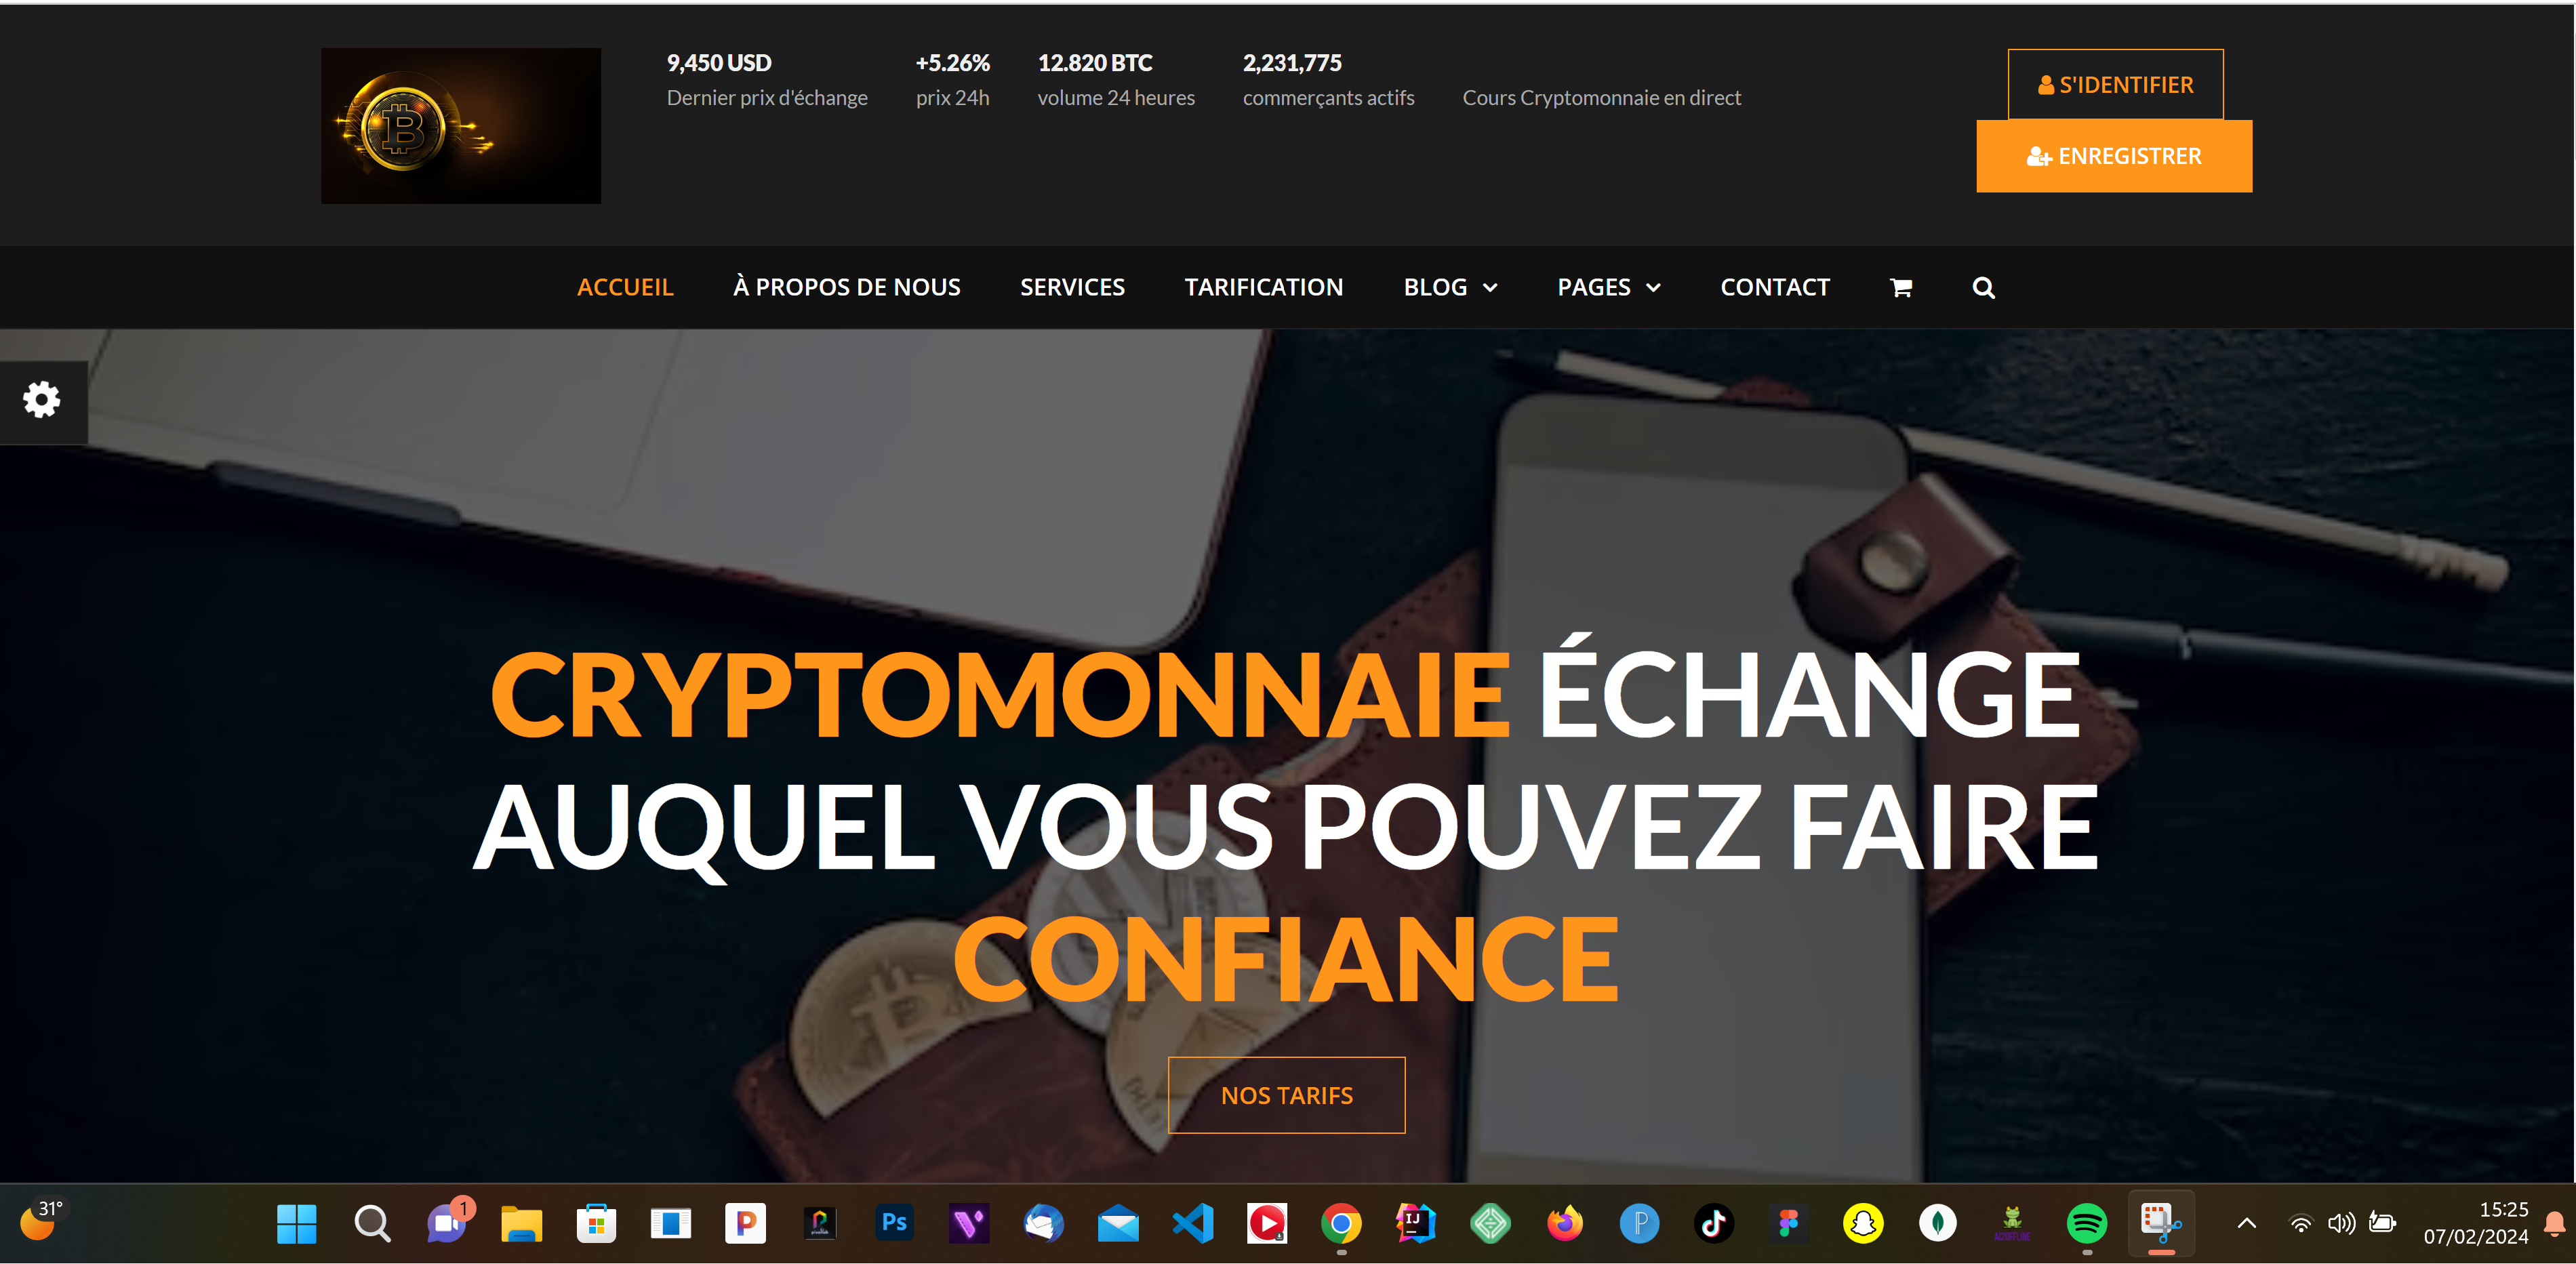 9,450 USD
Dernier prix d'échange
+5.26%
prix 24h
12.820 BTC
volume 24 heures
2,231,775
commerçants actifs
Cours Cryptomonnaie en direct
S'IDENTIFIER
ENREGISTRER
ACCUEIL
À PROPOS DE NOUS
SERVICES
TARIFICATION
BLOG
PAGES
CONTACT
CRYPTOMONNAIE ÉCHANGE
AUQUEL VOUS POUVEZ FAIRE
CONFIANCE
NOS TARIFS
31°
1
Ps
IJ
15:25
07/02/2024